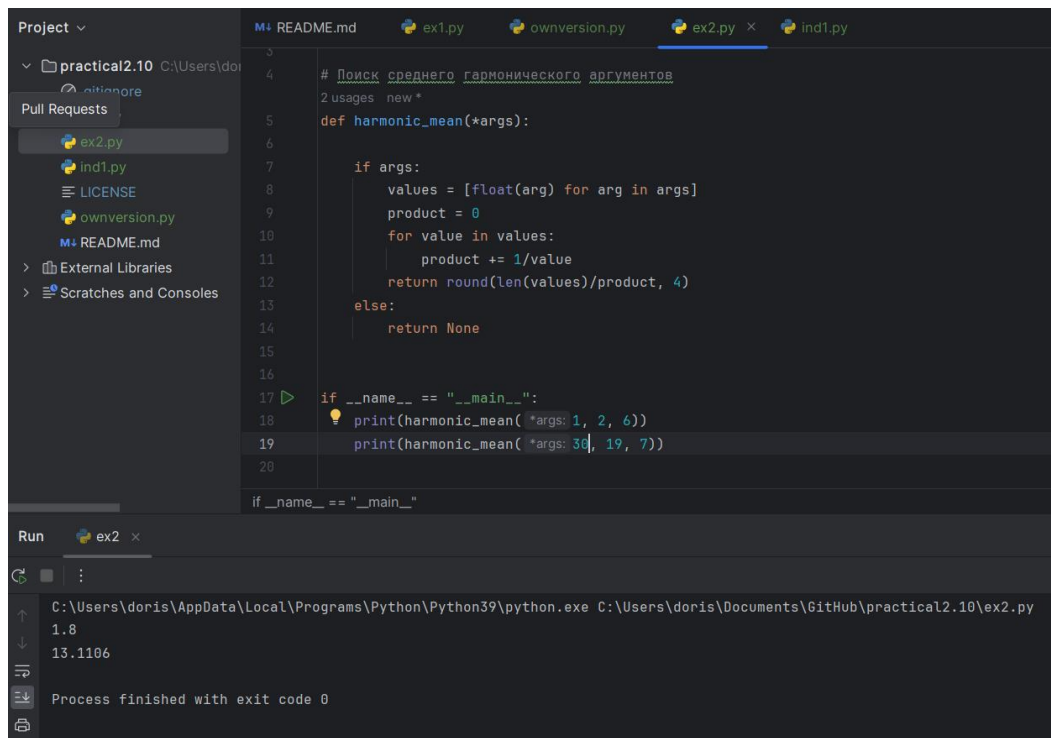 Project
README.md ex1.py ownversion.py ex2.py × ind1.py
practical2.10 C:\Users\doi
.gitignore
Pull Requests
ex2.py
ind1.py
LICENSE
ownversion.py
M↓ README.md
External Libraries
Scratches and Consoles
3
4 # Поиск среднего гармонического аргументов
2 usages new *
5 def harmonic_mean(*args):
6
7 if args:
8 values = [float(arg) for arg in args]
9 product = 0
10 for value in values:
11 product += 1/value
12 return round(len(values)/product, 4)
13 else:
14 return None
15
16
17 if __name__ == "__main__":
18 print(harmonic_mean( *args: 1, 2, 6))
19 print(harmonic_mean( *args: 30, 19, 7))
20
if __name__ == "__main__"
Run ex2 ×
C:\Users\doris\AppData\Local\Programs\Python\Python39\python.exe C:\Users\doris\Documents\GitHub\practical2.10\ex2.py
1.8
13.1106
Process finished with exit code 0